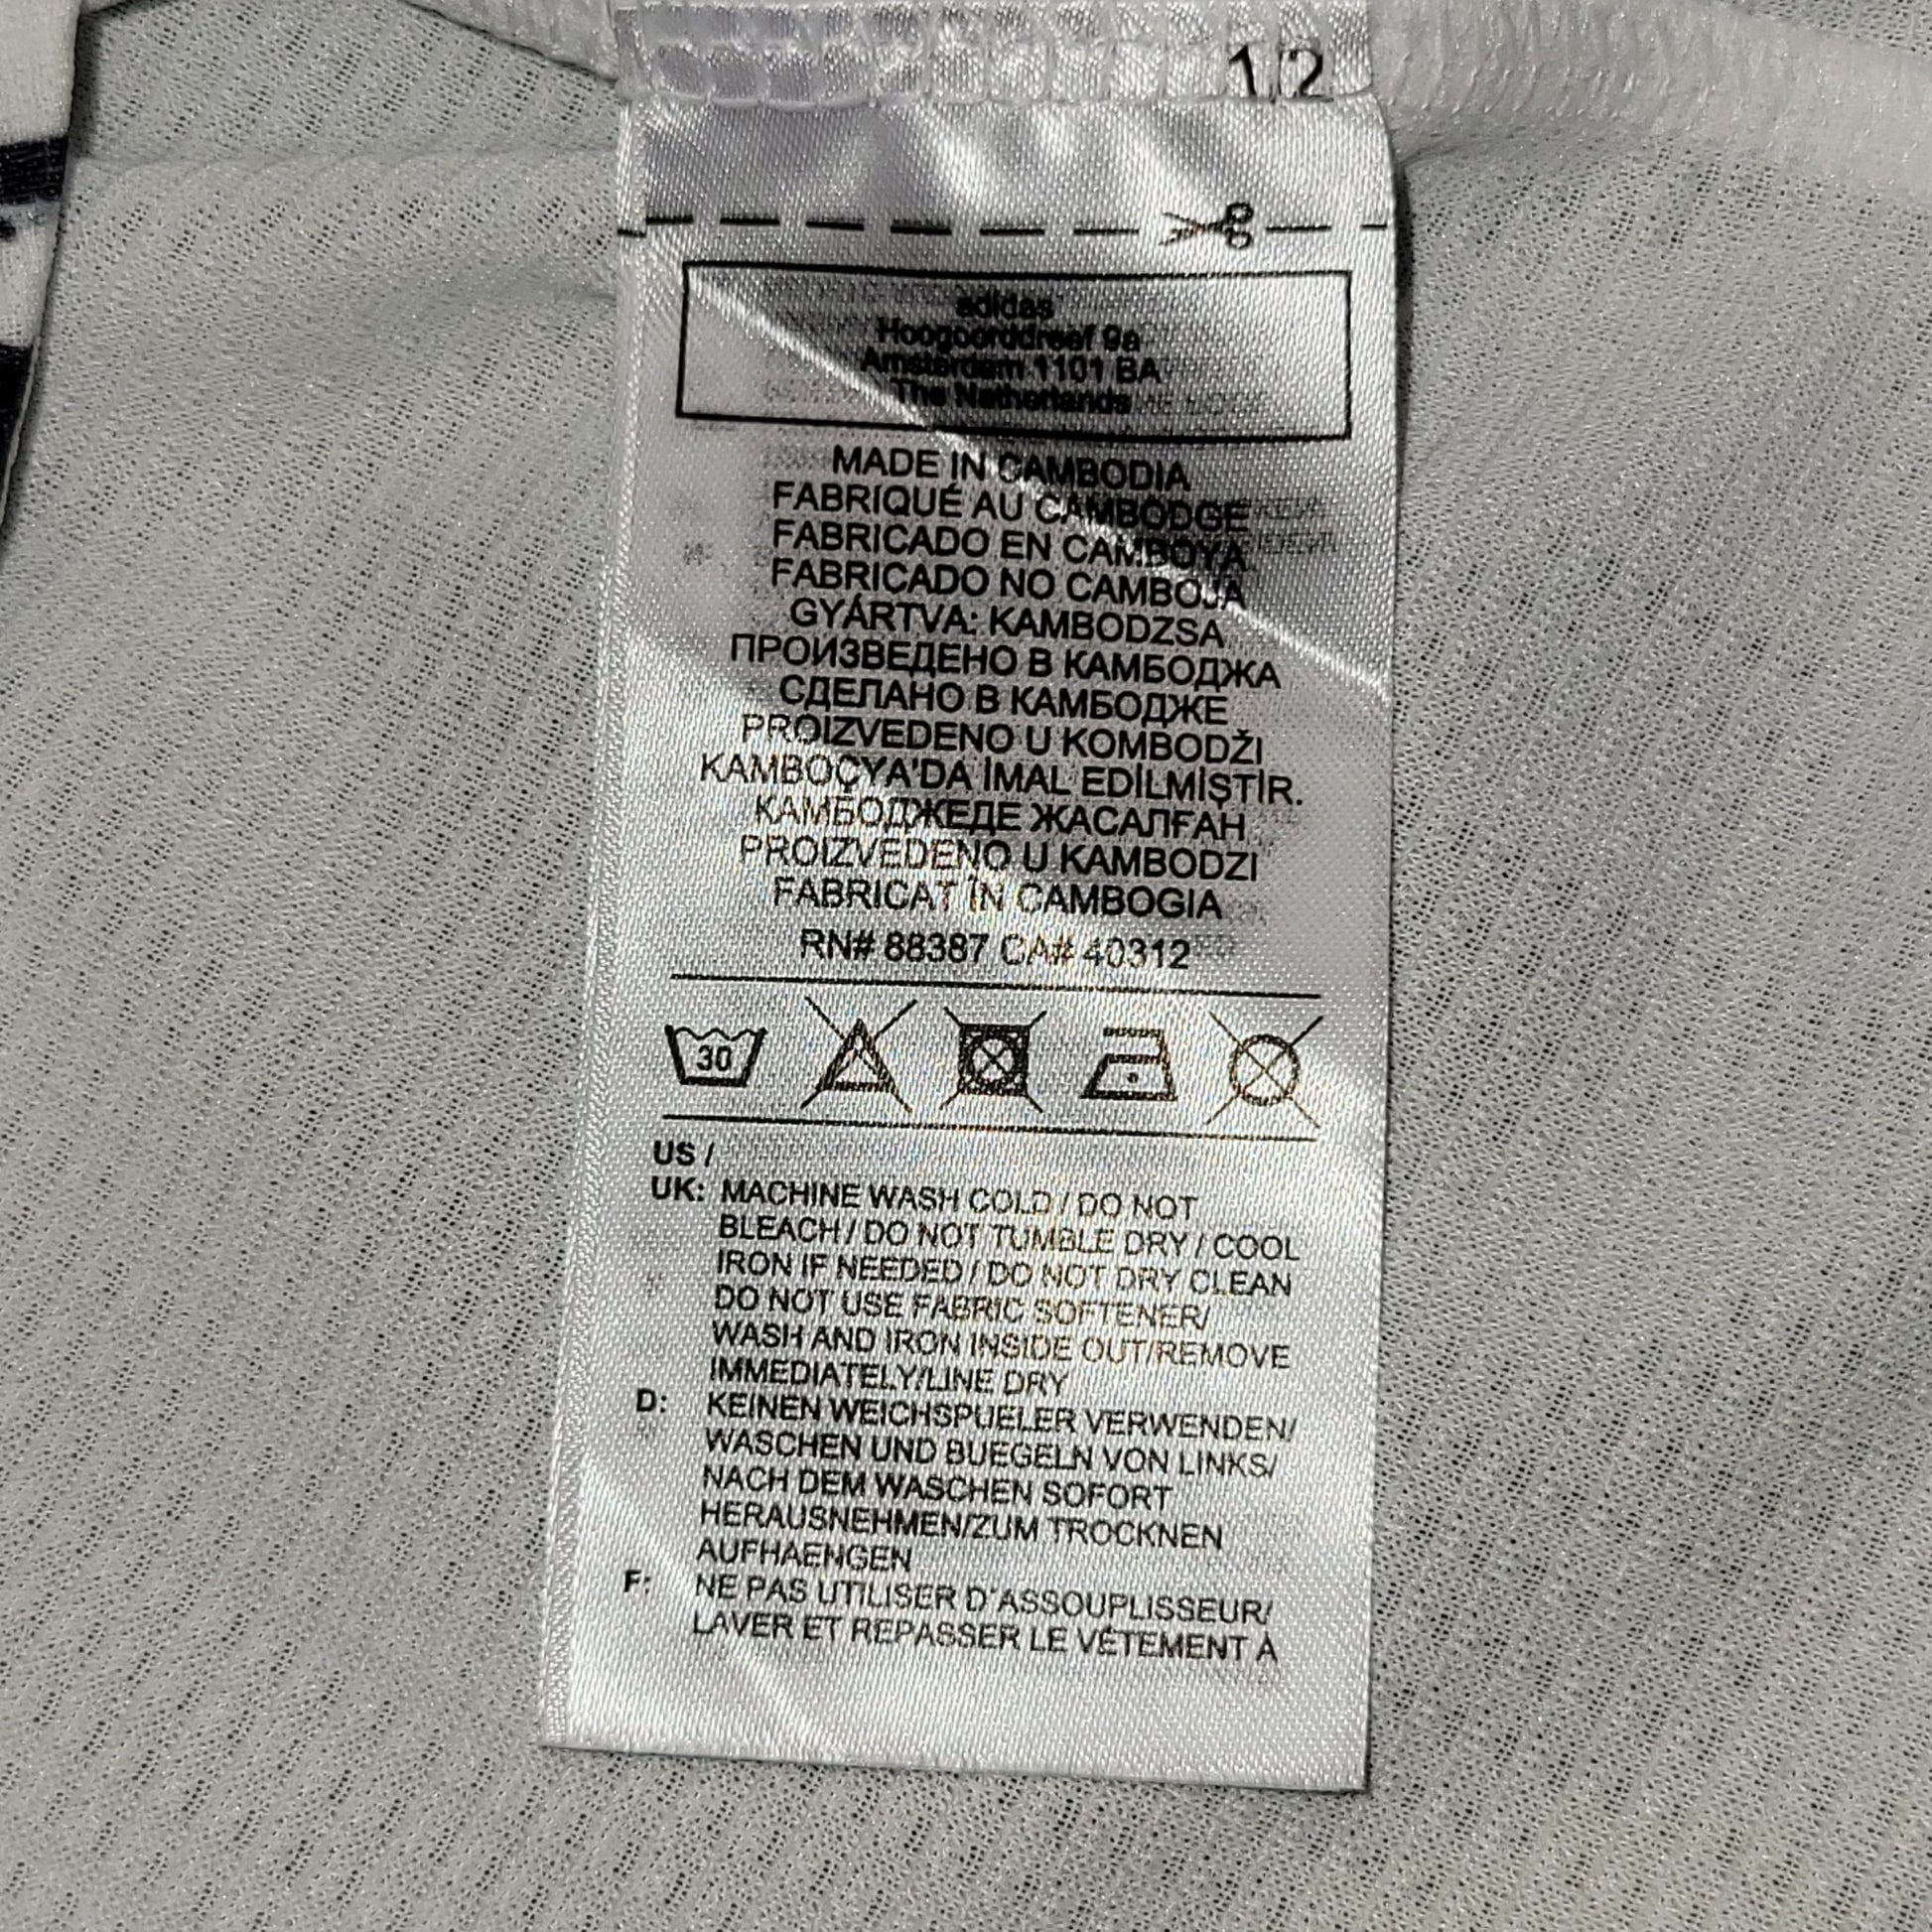 1/2
adidas
Hoogoorddreef 9a
Amsterdam 1101 BA
The Netherlands
MADE IN CAMBODIA
FABRIQUÉ AU CAMBODGE
FABRICADO EN CAMBOYA
FABRICADO NO CAMBOJA
GYÁRTVA: KAMBODZSA
ПРОИЗВЕДЕНО В КАМБОДЖА
СДЕЛАНО В КАМБОДЖЕ
PROIZVEDENO U KOMBODŽI
KAMBOÇYA'DA İMAL EDİLMİŞTİR.
КАМБОДЖЕДЕ ЖАСАЛҒАН
PROIZVEDENO U KAMBODZI
FABRICAT ÎN CAMBOGIA
RN# 88387 CA# 40312
30
US /
UK: MACHINE WASH COLD / DO NOT
BLEACH / DO NOT TUMBLE DRY / COOL
IRON IF NEEDED / DO NOT DRY CLEAN
DO NOT USE FABRIC SOFTENER/
WASH AND IRON INSIDE OUT/REMOVE
IMMEDIATELY/LINE DRY
D: KEINEN WEICHSPUELER VERWENDEN/
WASCHEN UND BUEGELN VON LINKS/
NACH DEM WASCHEN SOFORT
HERAUSNEHMEN/ZUM TROCKNEN
AUFHAENGEN
F: NE PAS UTILISER D'ASSOUPLISSEUR/
LAVER ET REPASSER LE VÊTEMENT À